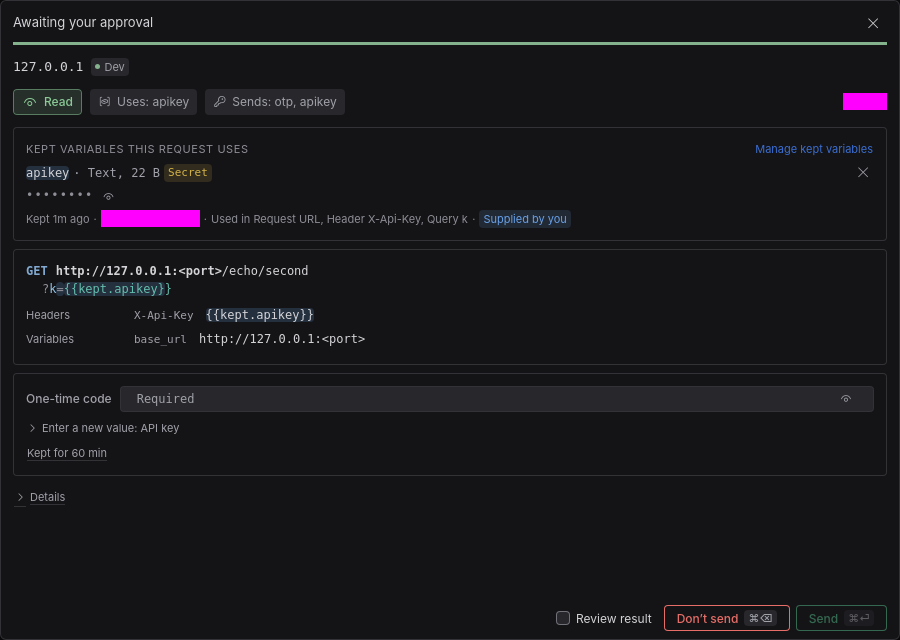 Awaiting your approval
127.0.0.1 Dev
Read Uses: apikey Sends: otp, apikey
KEPT VARIABLES THIS REQUEST USES Manage kept variables
apikey · Text, 22 B Secret
••••••••
Kept 1m ago · · Used in Request URL, Header X-Api-Key, Query k · Supplied by you
GET http://127.0.0.1:<port>/echo/second
?k={{kept.apikey}}
Headers X-Api-Key {{kept.apikey}}
Variables base_url http://127.0.0.1:<port>
One-time code Required
Enter a new value: API key
Kept for 60 min
Details
Review result Don't send ⌘⌫ Send ⌘⏎